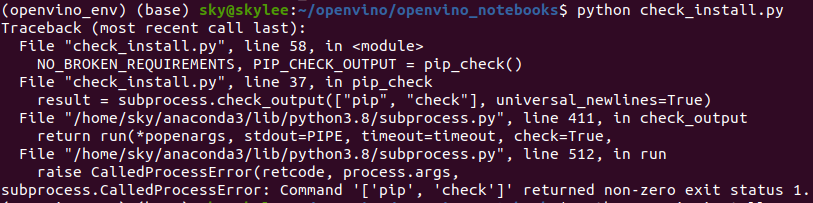 (openvino_env) (base) sky@skylee:~/openvino/openvino_notebooks$ python check_install.py
Traceback (most recent call last):
  File "check_install.py", line 58, in <module>
    NO_BROKEN_REQUIREMENTS, PIP_CHECK_OUTPUT = pip_check()
  File "check_install.py", line 37, in pip_check
    result = subprocess.check_output(["pip", "check"], universal_newlines=True)
  File "/home/sky/anaconda3/lib/python3.8/subprocess.py", line 411, in check_output
    return run(*popenargs, stdout=PIPE, timeout=timeout, check=True,
  File "/home/sky/anaconda3/lib/python3.8/subprocess.py", line 512, in run
    raise CalledProcessError(retcode, process.args,
subprocess.CalledProcessError: Command '['pip', 'check']' returned non-zero exit status 1.